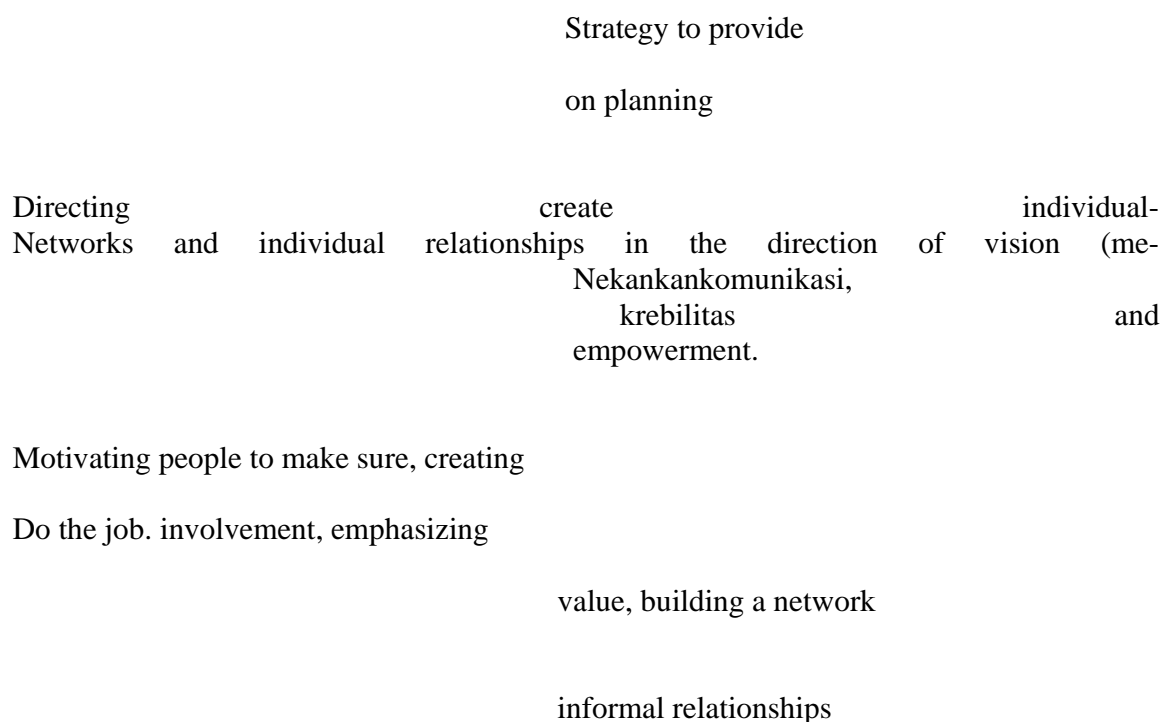 Strategy to provide
on planning
Directing create individual-
Networks and individual relationships in the direction of vision (me-
Nekankankomunikasi,
krebilitas and
empowerment.
Motivating people to make sure, creating
Do the job. involvement, emphasizing
value, building a network
informal relationships